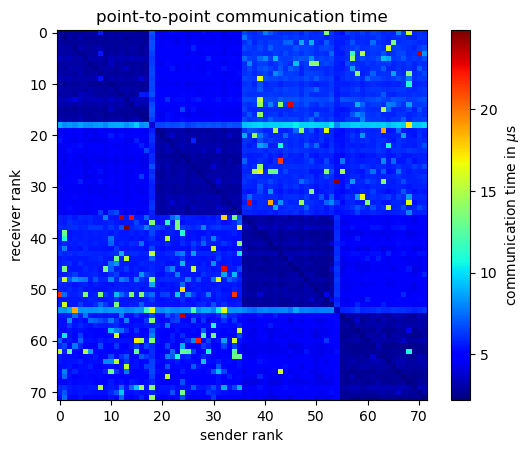 point-to-point communication time
0
10
20
30
40
50
60
70
receiver rank
0 10 20 30 40 50 60 70
sender rank
20
15
10
5
communication time in μs